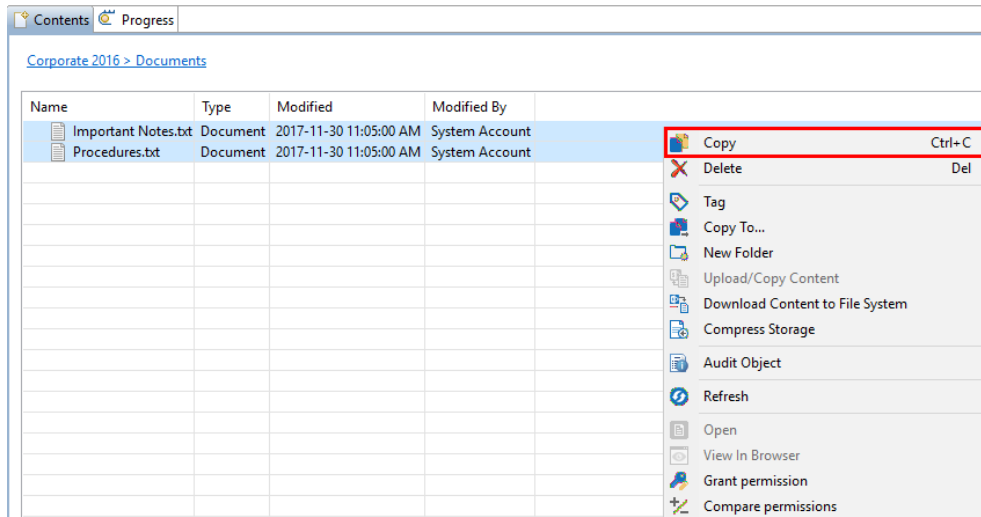 Contents Progress
Corporate 2016 > Documents
Name Type Modified Modified By
Important Notes.txt Document 2017-11-30 11:05:00 AM System Account
Procedures.txt Document 2017-11-30 11:05:00 AM System Account
Copy Ctrl+C
Delete Del
Tag
Copy To...
New Folder
Upload/Copy Content
Download Content to File System
Compress Storage
Audit Object
Refresh
Open
View In Browser
Grant permission
Compare permissions